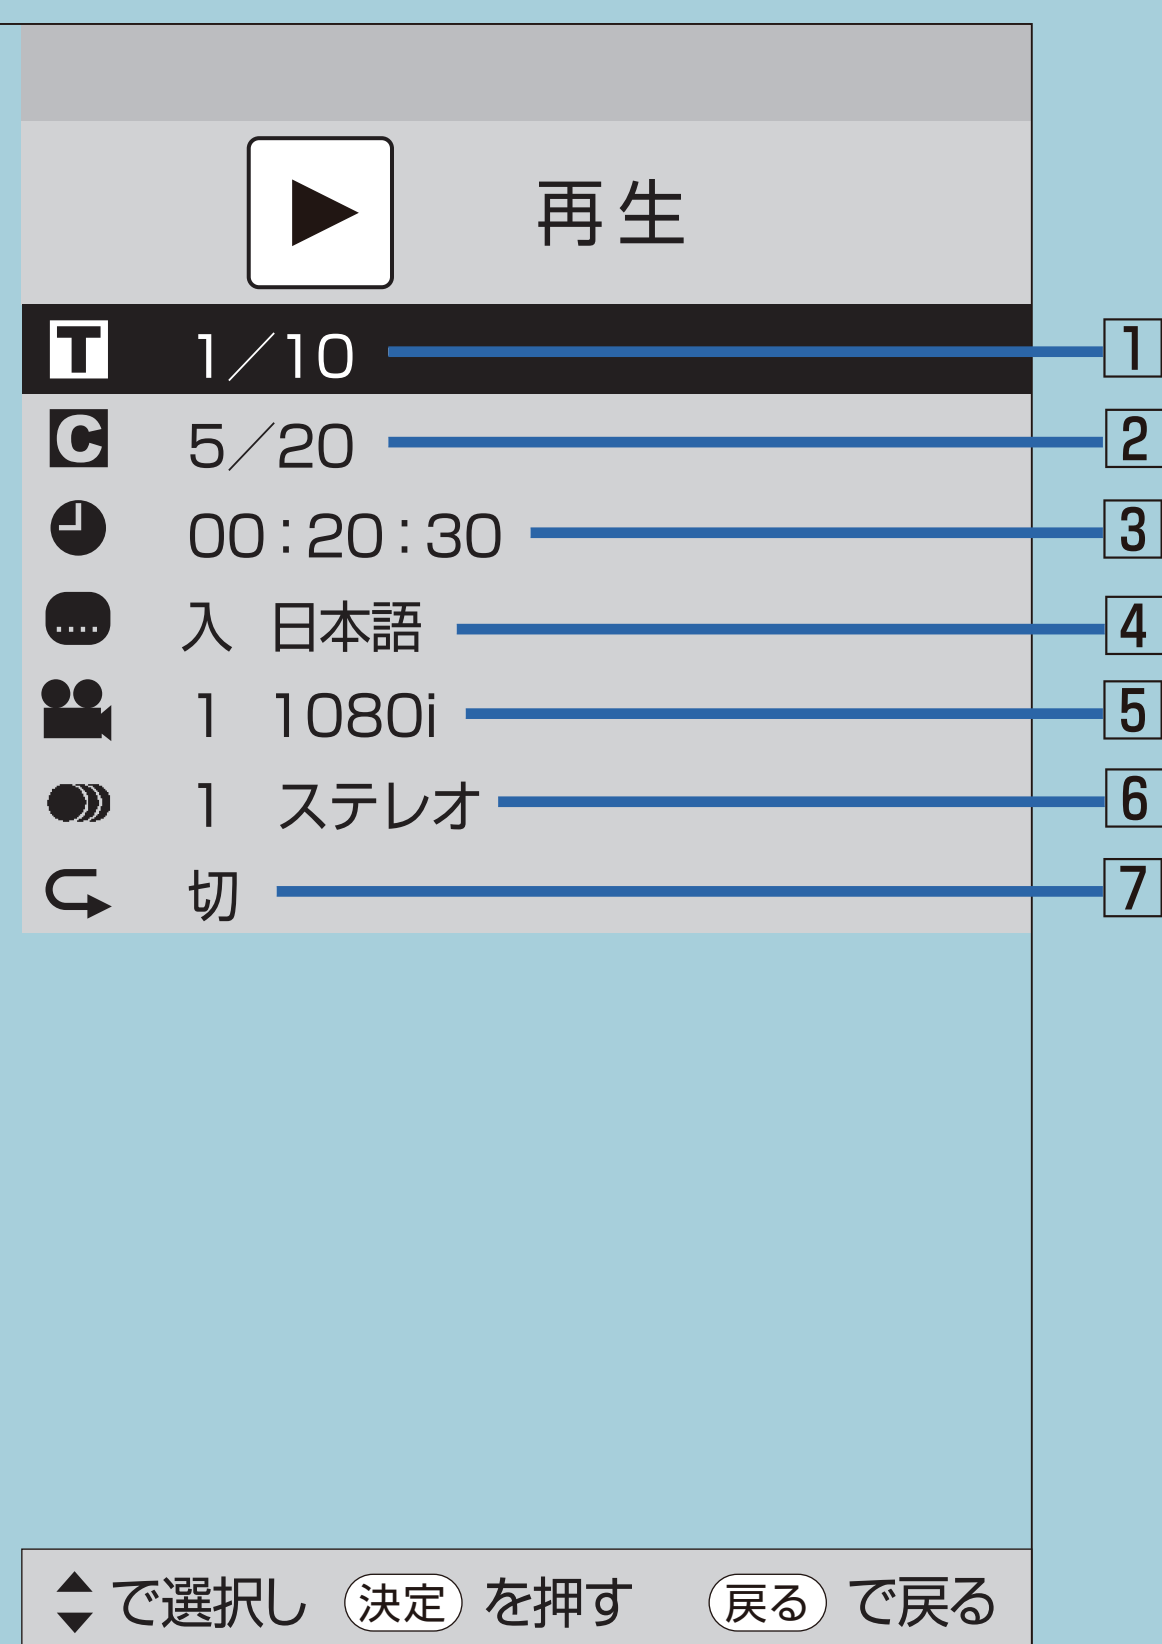 再生
T 1／10 1
C 5／20 2
00：20：30 3
入 日本語 4
1 1080i 5
1 ステレオ 6
切 7
で選択し 決定 を押す 戻る で戻る